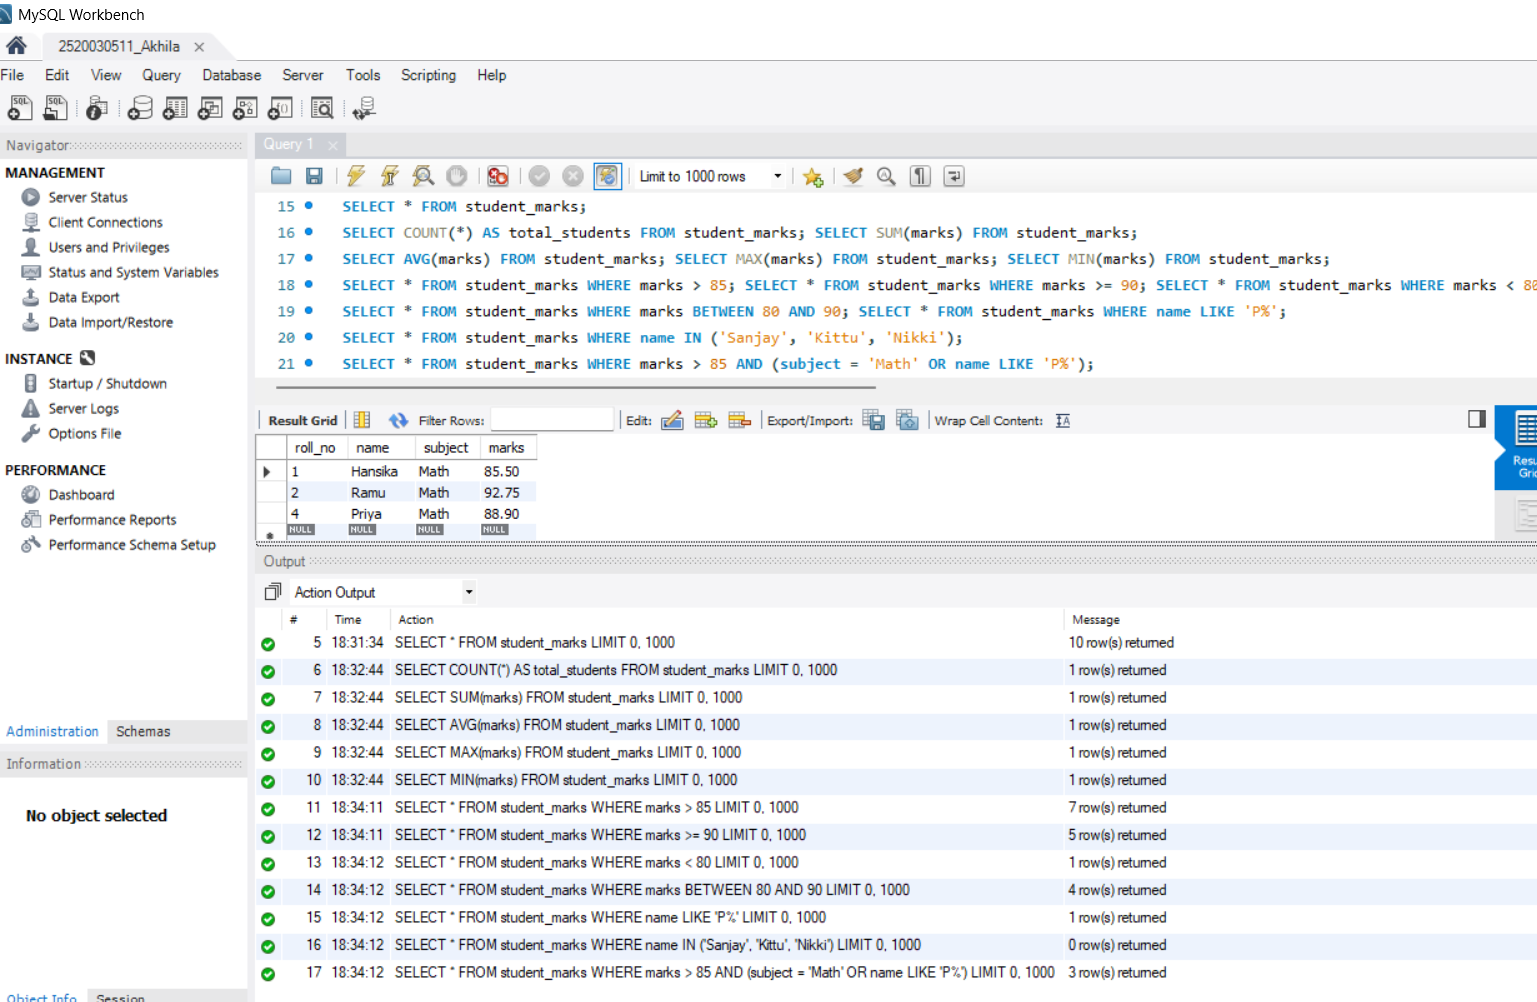 MySQL Workbench
2520030511_Akhila
File Edit View Query Database Server Tools Scripting Help
Navigator
MANAGEMENT
Server Status
Client Connections
Users and Privileges
Status and System Variables
Data Export
Data Import/Restore
INSTANCE
Startup / Shutdown
Server Logs
Options File
PERFORMANCE
Dashboard
Performance Reports
Performance Schema Setup
Administration Schemas
Information
No object selected
Object Info Session
Query 1
Limit to 1000 rows
15 SELECT * FROM student_marks;
16 SELECT COUNT(*) AS total_students FROM student_marks; SELECT SUM(marks) FROM student_marks;
17 SELECT AVG(marks) FROM student_marks; SELECT MAX(marks) FROM student_marks; SELECT MIN(marks) FROM student_marks;
18 SELECT * FROM student_marks WHERE marks > 85; SELECT * FROM student_marks WHERE marks >= 90; SELECT * FROM student_marks WHERE marks < 80
19 SELECT * FROM student_marks WHERE marks BETWEEN 80 AND 90; SELECT * FROM student_marks WHERE name LIKE 'P%';
20 SELECT * FROM student_marks WHERE name IN ('Sanjay', 'Kittu', 'Nikki');
21 SELECT * FROM student_marks WHERE marks > 85 AND (subject = 'Math' OR name LIKE 'P%');
Result Grid Filter Rows: Edit: Export/Import: Wrap Cell Content:
roll_no name subject marks
1 Hansika Math 85.50
2 Ramu Math 92.75
4 Priya Math 88.90
NULL NULL NULL NULL
Output
Action Output
# Time Action Message
5 18:31:34 SELECT * FROM student_marks LIMIT 0, 1000 10 row(s) returned
6 18:32:44 SELECT COUNT(*) AS total_students FROM student_marks LIMIT 0, 1000 1 row(s) returned
7 18:32:44 SELECT SUM(marks) FROM student_marks LIMIT 0, 1000 1 row(s) returned
8 18:32:44 SELECT AVG(marks) FROM student_marks LIMIT 0, 1000 1 row(s) returned
9 18:32:44 SELECT MAX(marks) FROM student_marks LIMIT 0, 1000 1 row(s) returned
10 18:32:44 SELECT MIN(marks) FROM student_marks LIMIT 0, 1000 1 row(s) returned
11 18:34:11 SELECT * FROM student_marks WHERE marks > 85 LIMIT 0, 1000 7 row(s) returned
12 18:34:11 SELECT * FROM student_marks WHERE marks >= 90 LIMIT 0, 1000 5 row(s) returned
13 18:34:12 SELECT * FROM student_marks WHERE marks < 80 LIMIT 0, 1000 1 row(s) returned
14 18:34:12 SELECT * FROM student_marks WHERE marks BETWEEN 80 AND 90 LIMIT 0, 1000 4 row(s) returned
15 18:34:12 SELECT * FROM student_marks WHERE name LIKE 'P%' LIMIT 0, 1000 1 row(s) returned
16 18:34:12 SELECT * FROM student_marks WHERE name IN ('Sanjay', 'Kittu', 'Nikki') LIMIT 0, 1000 0 row(s) returned
17 18:34:12 SELECT * FROM student_marks WHERE marks > 85 AND (subject = 'Math' OR name LIKE 'P%') LIMIT 0, 1000 3 row(s) returned